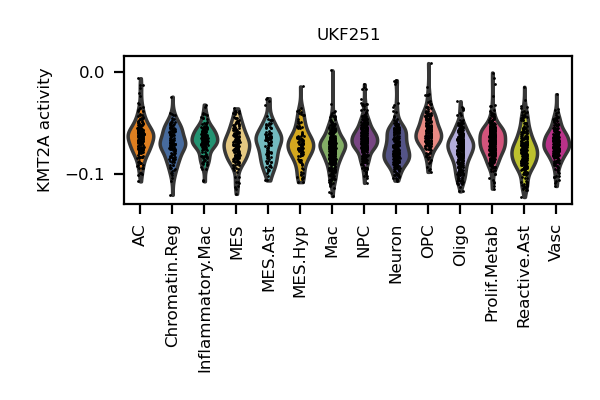 UKF251
KMT2A activity
0.0
−0.1
AC
Chromatin.Reg
Inflammatory.Mac
MES
MES.Ast
MES.Hyp
Mac
NPC
Neuron
OPC
Oligo
Prolif.Metab
Reactive.Ast
Vasc